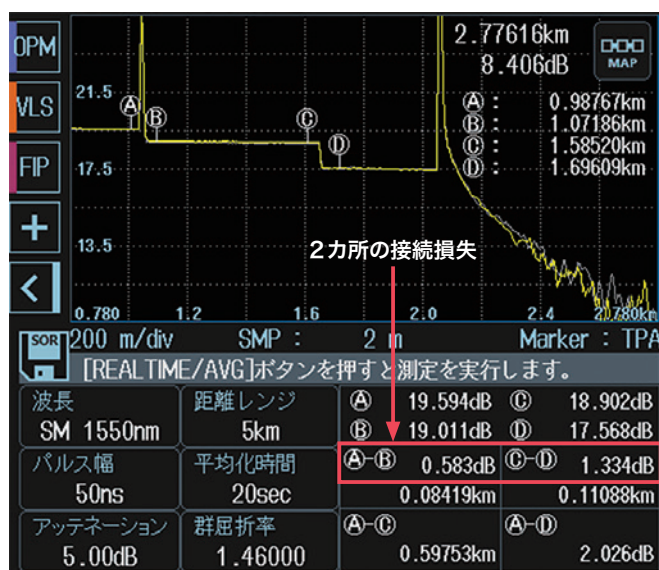 OPM
VLS
FIP
+
<
2.77616km
8.406dB
MAP
Ⓐ : 0.98767km
Ⓑ : 1.07186km
Ⓒ : 1.58520km
Ⓓ : 1.69609km
21.5
17.5
13.5
Ⓐ
Ⓑ
Ⓒ
Ⓓ
2カ所の接続損失
0.780 1.2 1.6 2.0 2.4 2.780km
SOR
200 m/div SMP : 2 m Marker : TPA
[REALTIME/AVG]ボタンを押すと測定を実行します。
波長
SM 1550nm
距離レンジ
5km
Ⓐ 19.594dB Ⓒ 18.902dB
Ⓑ 19.011dB Ⓓ 17.568dB
パルス幅
50ns
平均化時間
20sec
Ⓐ-Ⓑ 0.583dB Ⓒ-Ⓓ 1.334dB
0.08419km 0.11088km
アッテネーション
5.00dB
群屈折率
1.46000
Ⓐ-Ⓒ Ⓐ-Ⓓ
0.59753km 2.026dB